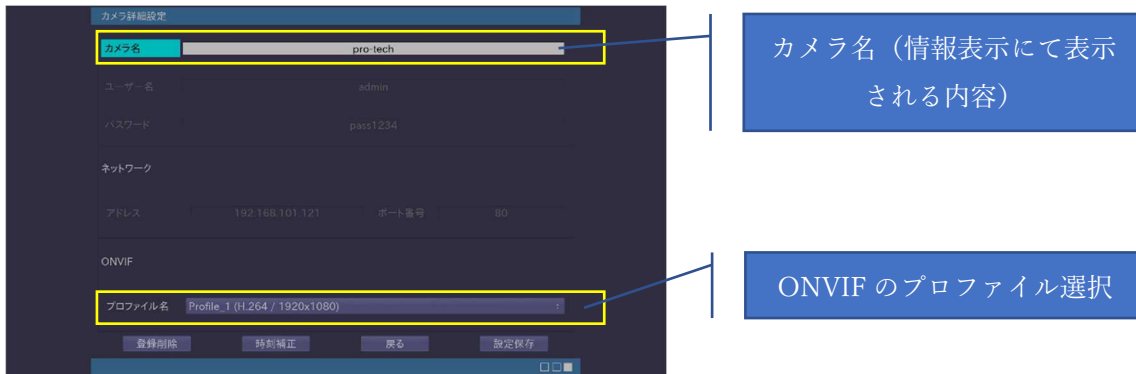 カメラ詳細設定
カメラ名 pro-tech
ユーザー名 admin
パスワード pass1234
ネットワーク
アドレス 192.168.101.121 ポート番号 80
ONVIF
プロファイル名 Profile_1 (H.264 / 1920x1080)
登録削除 時刻補正 戻る 設定保存
カメラ名（情報表示にて表示
される内容）
ONVIF のプロファイル選択